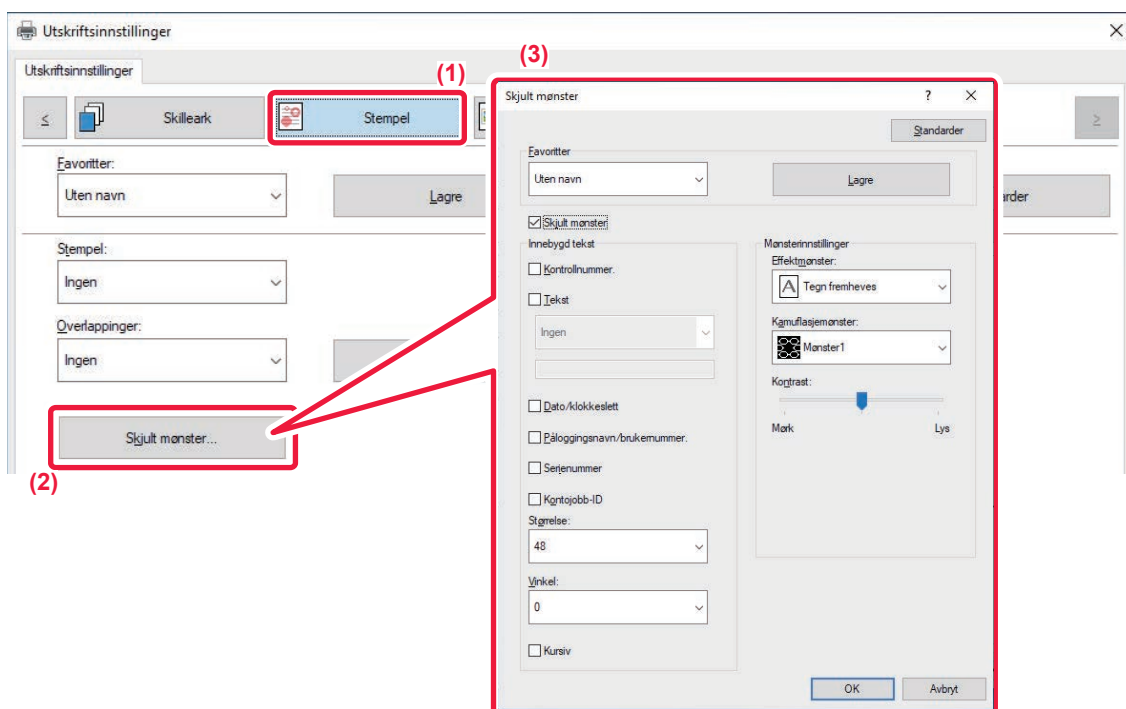 Utskriftsinnstillinger
Utskriftsinnstillinger
(1)
(3)
≤
Skilleark
Stempel
≥
Favoritter:
Uten navn
Lagre
rder
Stempel:
Ingen
Overlappinger:
Ingen
Skjult mønster...
(2)
Skjult mønster
?
Standarder
Favoritter
Uten navn
Lagre
Skjult mønster
Innebygd tekst
Kontrollnummer.
Tekst
Ingen
Dato/klokkeslett
Påloggingsnavn/brukernummer.
Serienummer
Kontojobb-ID
Størrelse:
48
Vinkel:
0
Kursiv
Mønsterinnstillinger
Effektmønster:
A Tegn fremheves
Kamuflasjemønster:
Mønster1
Kontrast:
Mørk Lys
OK Avbryt